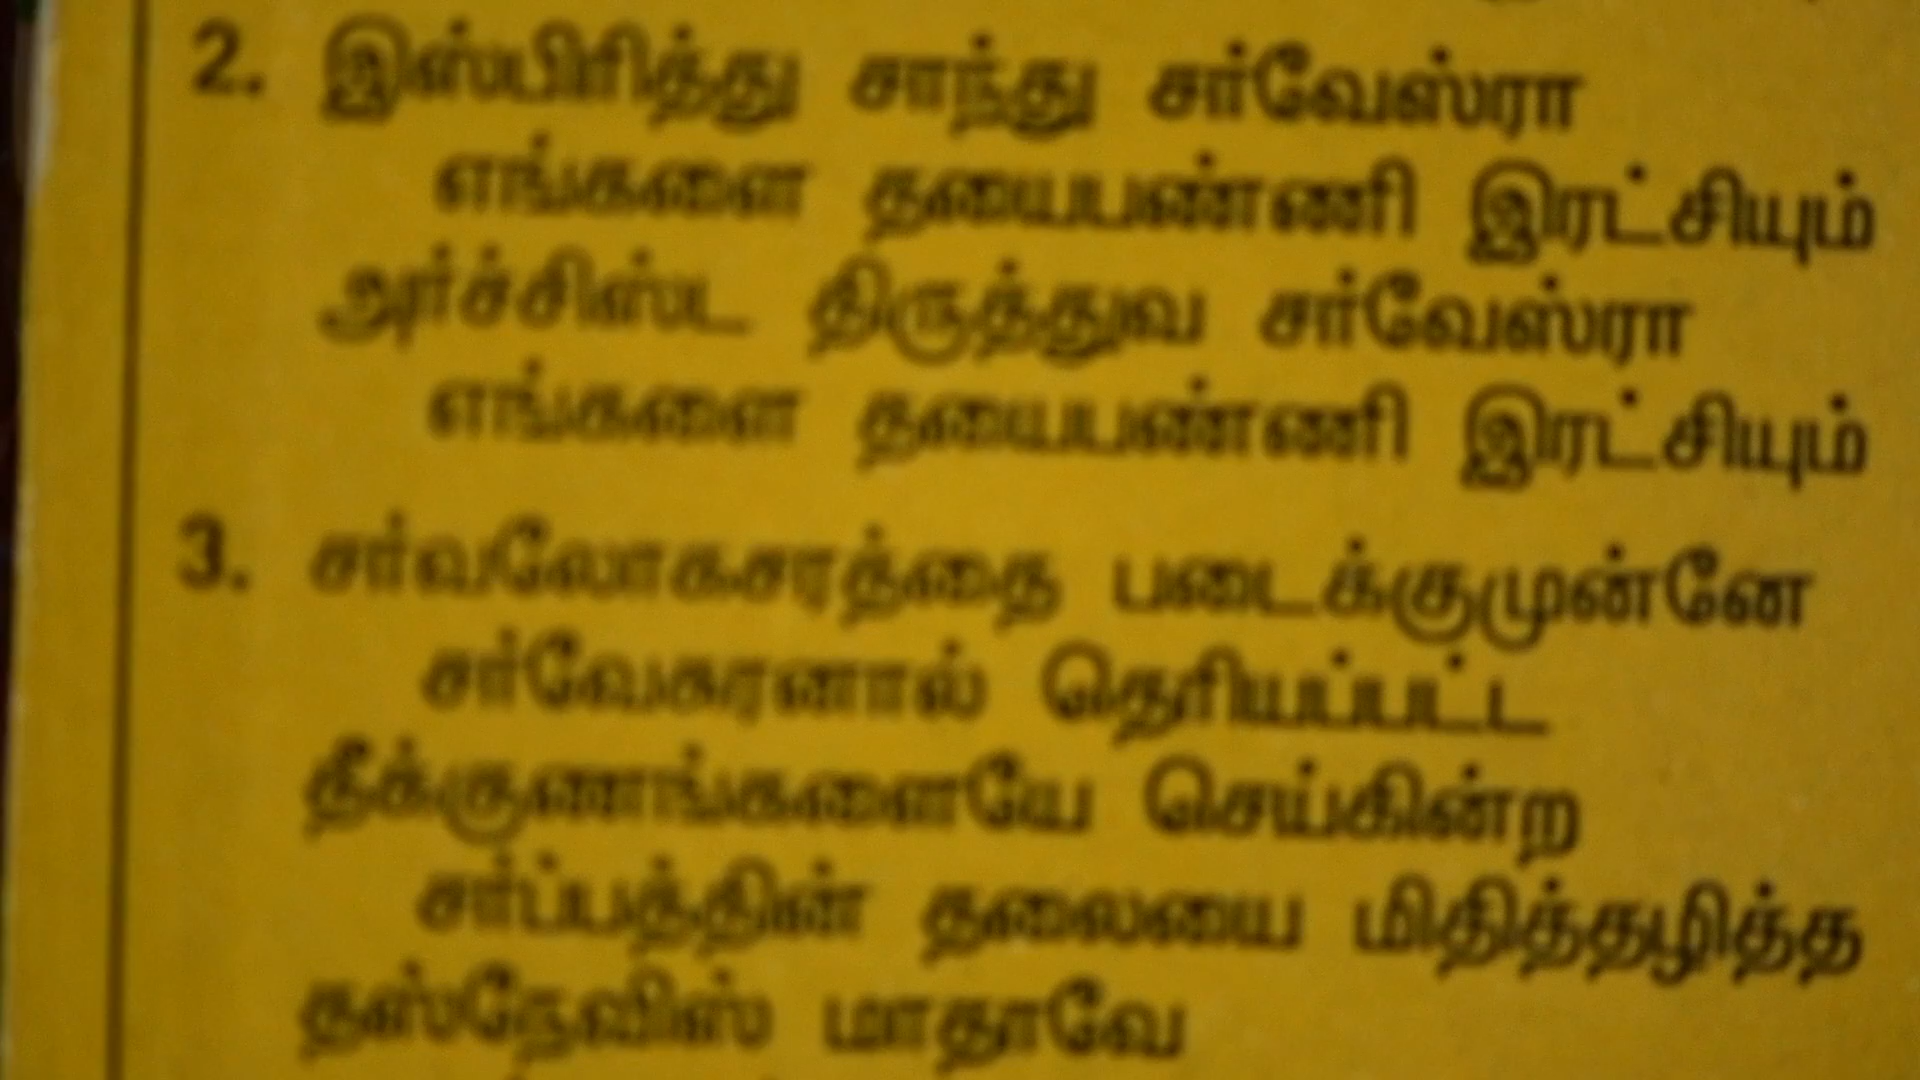 2. இஸ்பிரித்து சாந்து சர்வேஸ்ரா
எங்களை தயைபண்ணி இரட்சியும்
அர்ச்சிஸ்ட திருத்துவ சர்வேஸ்ரா
எங்களை தயைபண்ணி இரட்சியும்
3. சர்வலோகசரத்தை படைக்குமுன்னே
சர்வேசுரனால் தெரியப்பட்ட
தீக்குணங்களையே செய்கின்ற
சர்ப்பத்தின் தலையை மிதித்தழித்த
தஸ்நேவிஸ் மாதாவே